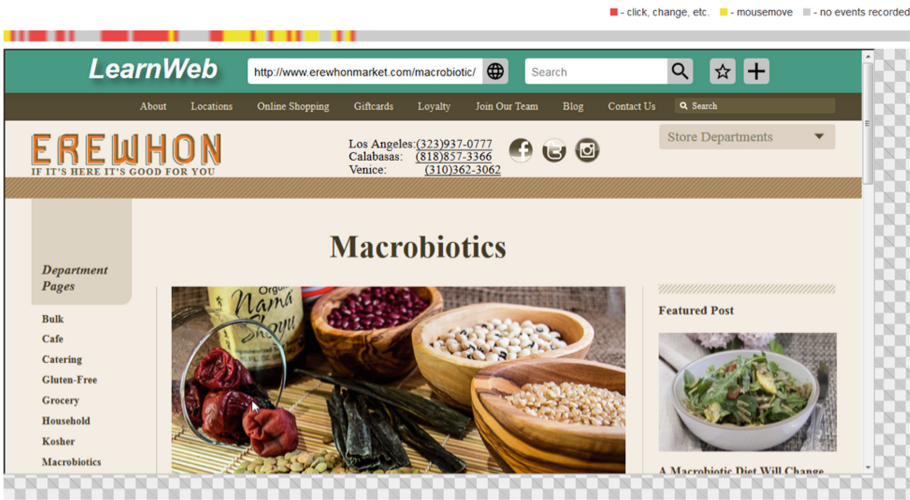 - click, change, etc. - mousemove - no events recorded
LearnWeb http://www.erewhonmarket.com/macrobiotic/ Search
About Locations Online Shopping Giftcards Loyalty Join Our Team Blog Contact Us Search
EREWHON
IF IT'S HERE IT'S GOOD FOR YOU
Los Angeles:(323)937-0777
Calabasas: (818)857-3366
Venice: (310)362-3062
Store Departments
Macrobiotics
Department
Pages
Bulk
Cafe
Catering
Gluten-Free
Grocery
Household
Kosher
Macrobiotics
Organic
Nama
Shoyu
Featured Post
A Macrobiotic Diet Will Change